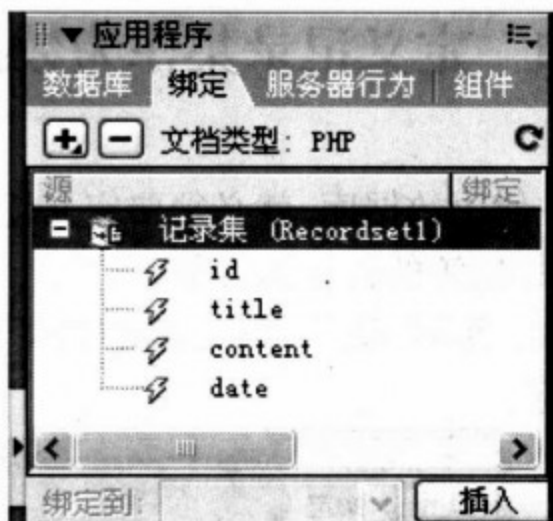 应用程序
数据库 绑定 服务器行为 组件
文档类型: PHP
源 绑定
记录集 (Recordset1)
id
title
content
date
绑定到: 插入